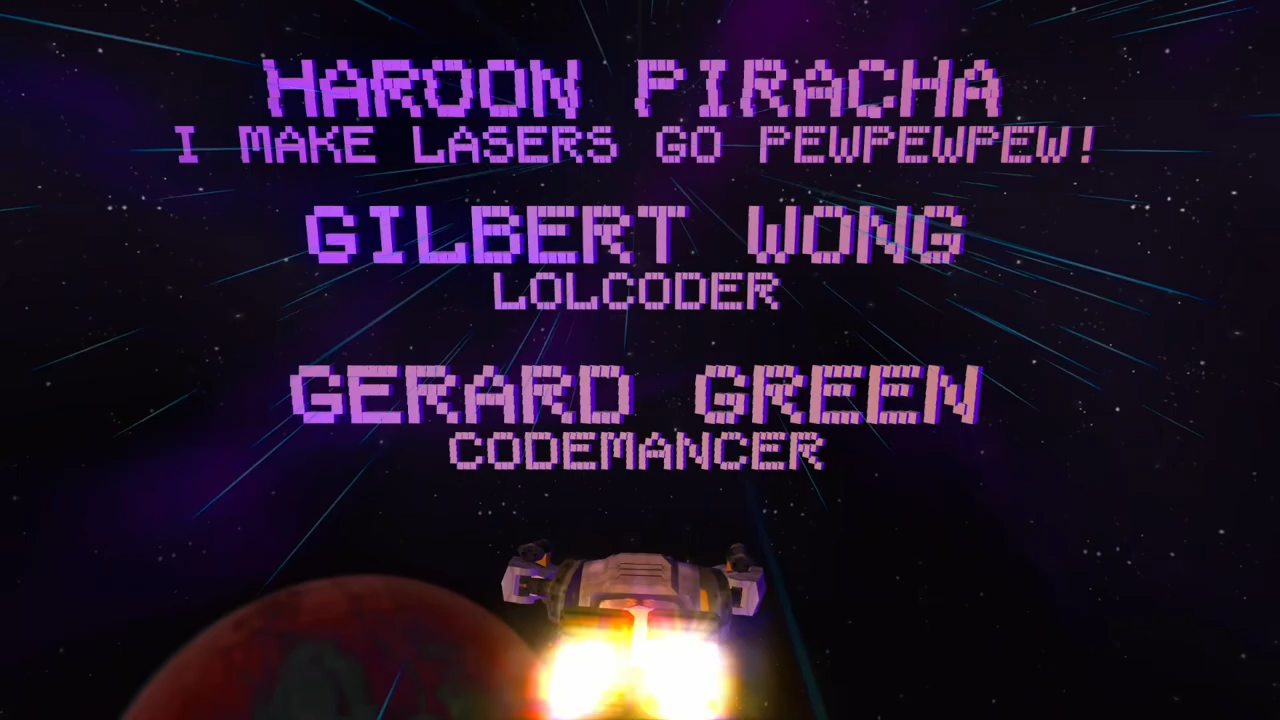 HAROON PIRACHA
I MAKE LASERS GO PEWPEWPEW!
GILBERT WONG
LOLCODER
GERARD GREEN
CODEMANCER